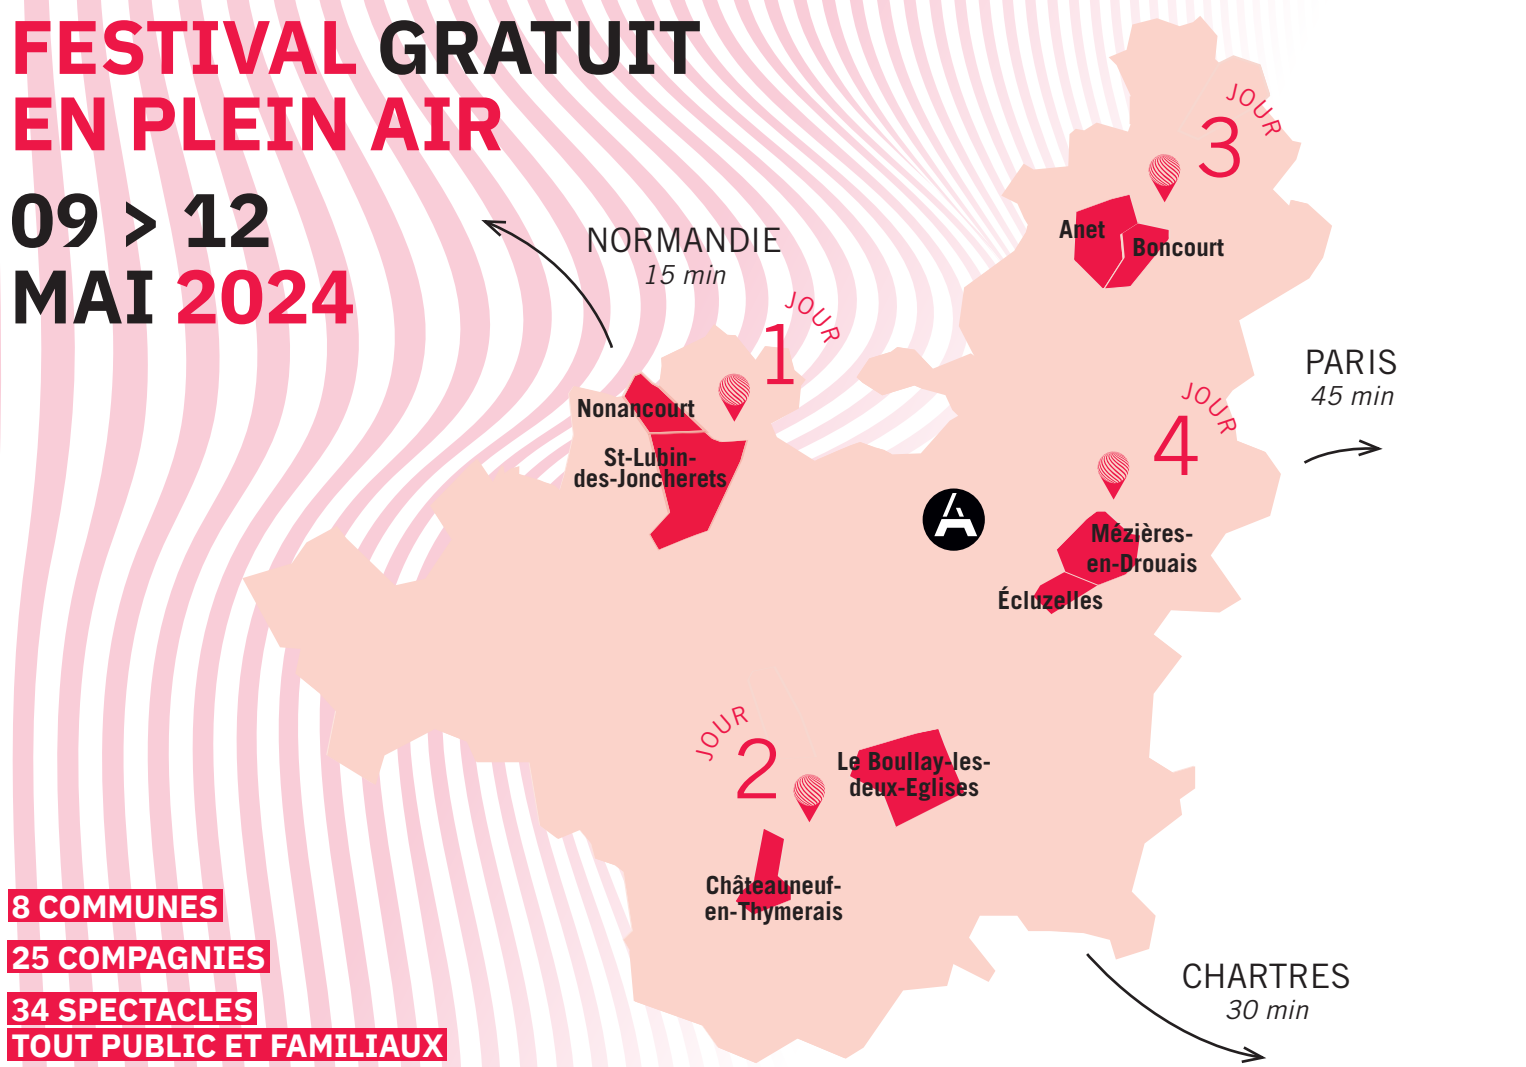 FESTIVAL GRATUIT
EN PLEIN AIR
09 > 12
MAI 2024
NORMANDIE
15 min
JOUR
1
Nonancourt
St-Lubin-
des-Joncherets
JOUR
3
Anet
Boncourt
PARIS
45 min
JOUR
4
Mézières-
en-Drouais
Écluzelles
JOUR
2
Le Boullay-les-
deux-Eglises
Châteauneuf-
en-Thymerais
CHARTRES
30 min
8 COMMUNES
25 COMPAGNIES
34 SPECTACLES
TOUT PUBLIC ET FAMILIAUX